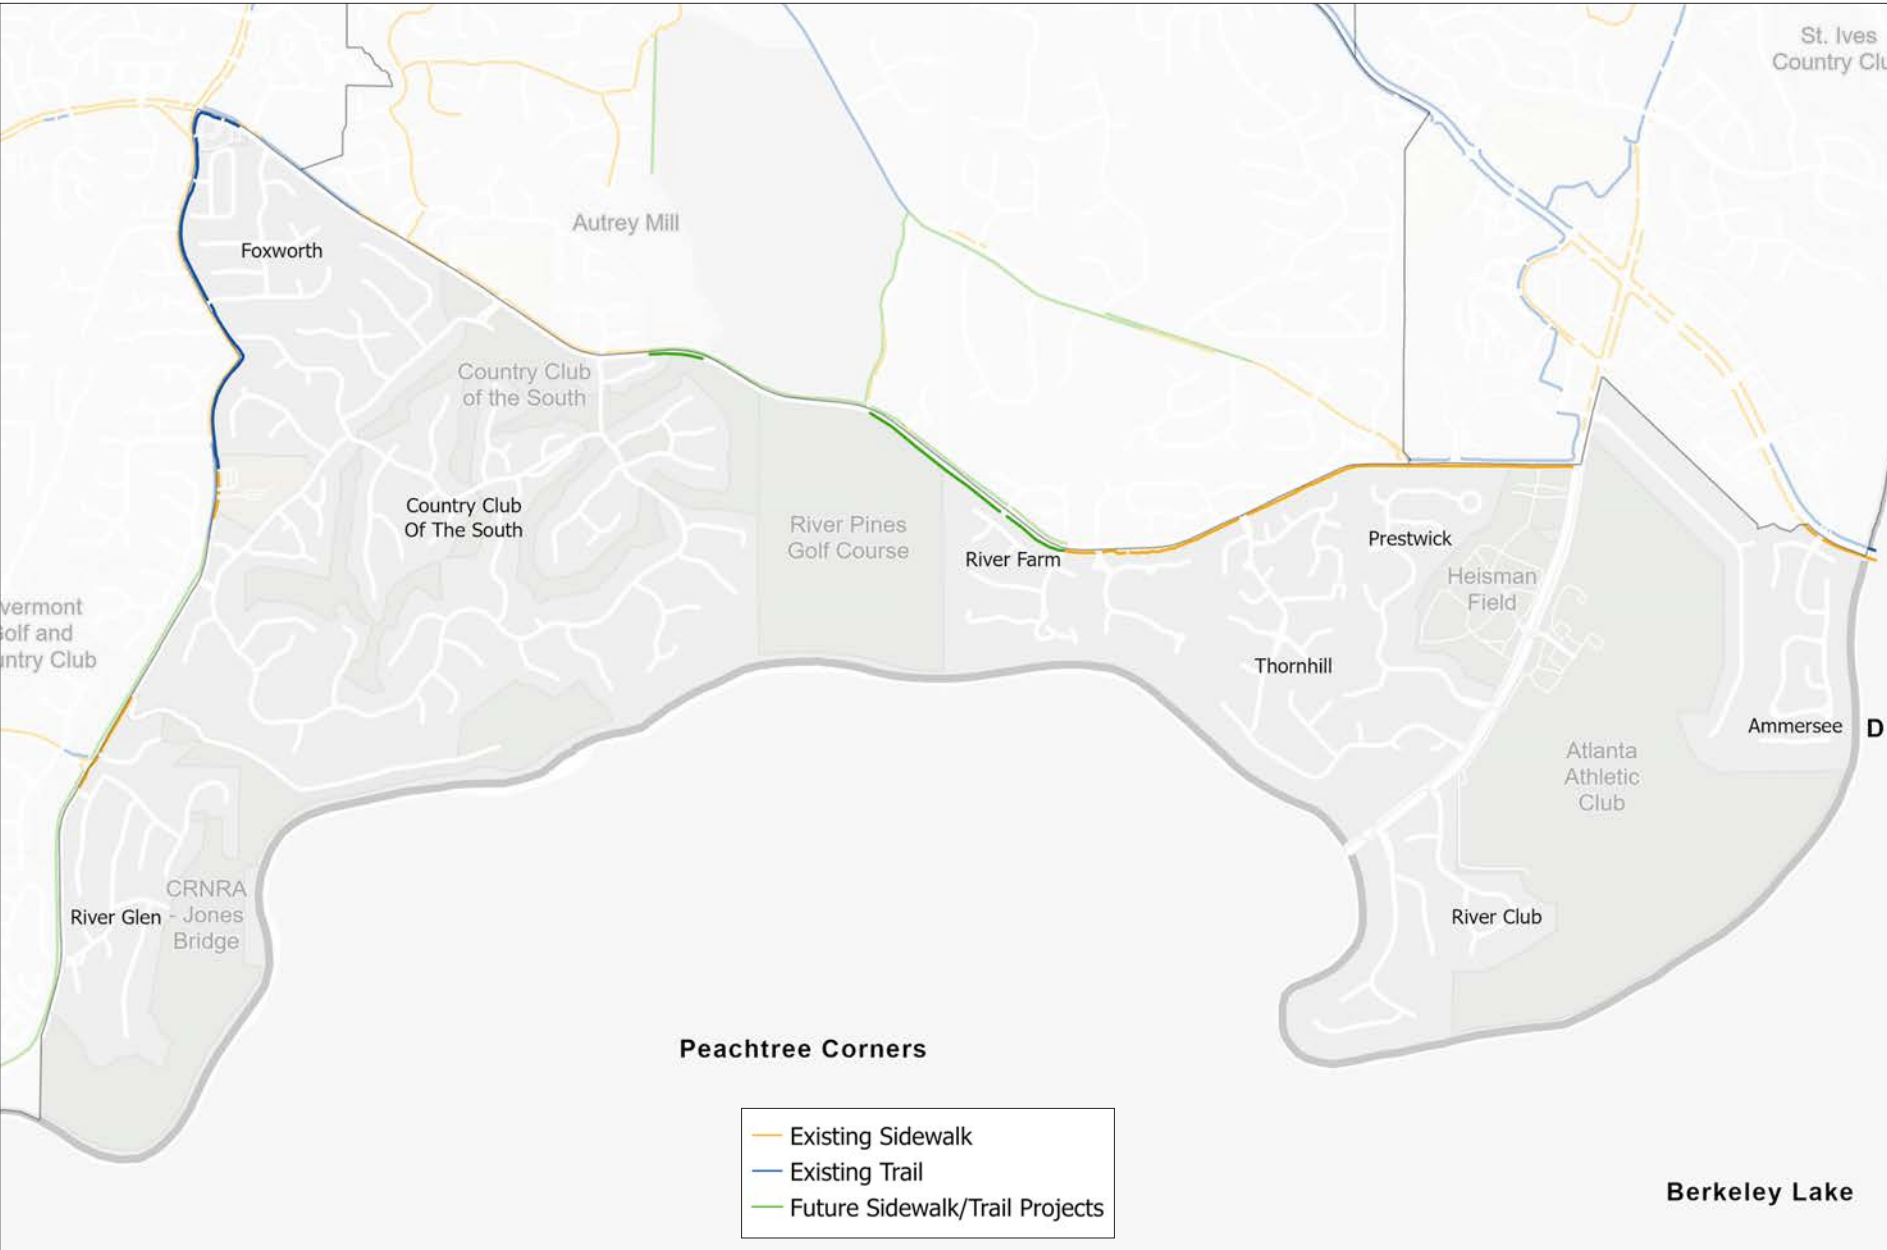 St. Ives
Country Clu
Autrey Mill
Foxworth
Country Club
of the South
Country Club
Of The South
River Pines
Golf Course
River Farm
Prestwick
Heisman
Field
Thornhill
vermont
Golf and
untry Club
Ammersee
D
Atlanta
Athletic
Club
CRNRA
- Jones
Bridge
River Glen
River Club
Peachtree Corners
Existing Sidewalk
Existing Trail
Future Sidewalk/Trail Projects
Berkeley Lake